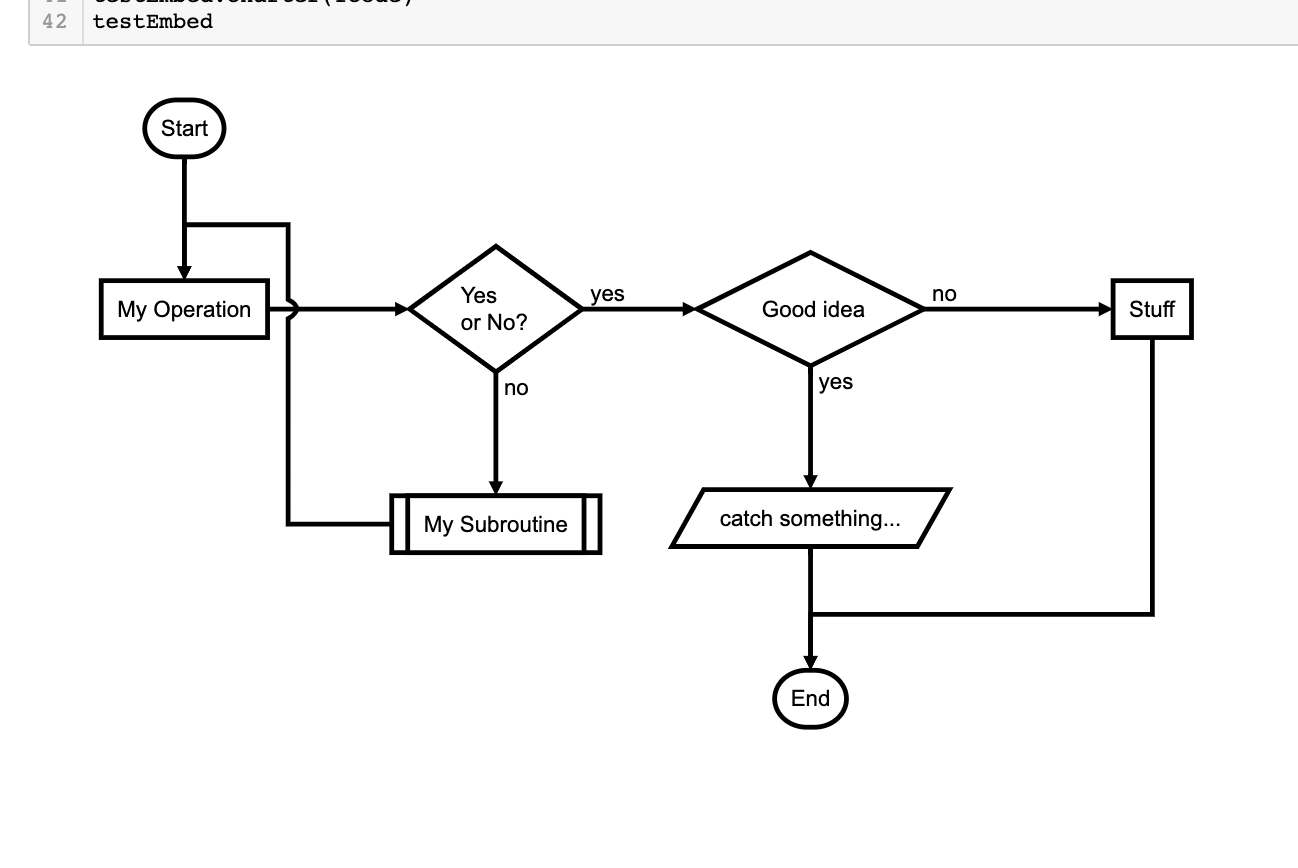 42 testEmbed
Start
My Operation
Yes
or No?
yes
Good idea
no
Stuff
no
yes
My Subroutine
catch something...
End